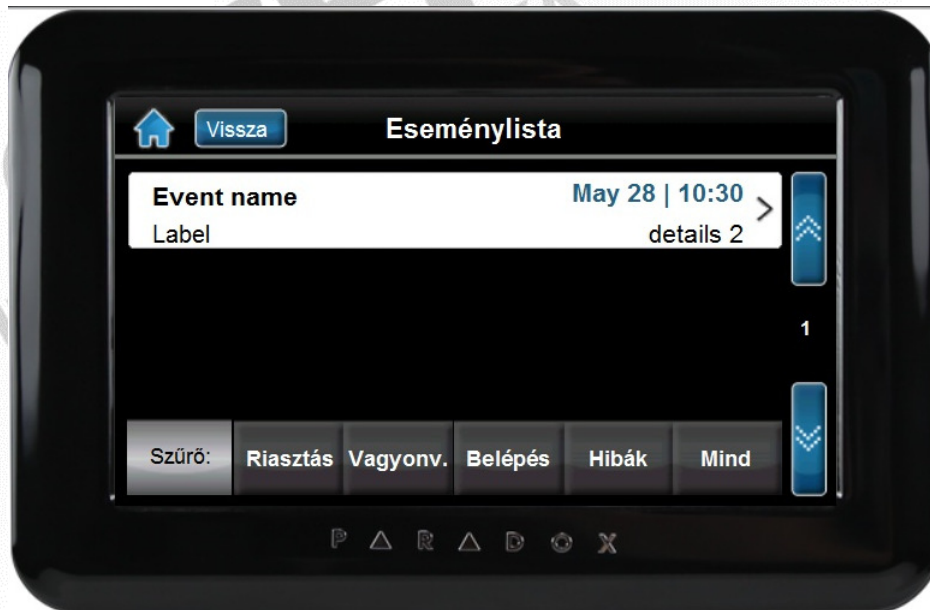 Vissza
Eseménylista
Event name
May 28 | 10:30
Label
details 2
1
Szűrő:
Riasztás
Vagyonv.
Belépés
Hibák
Mind
PARADOX